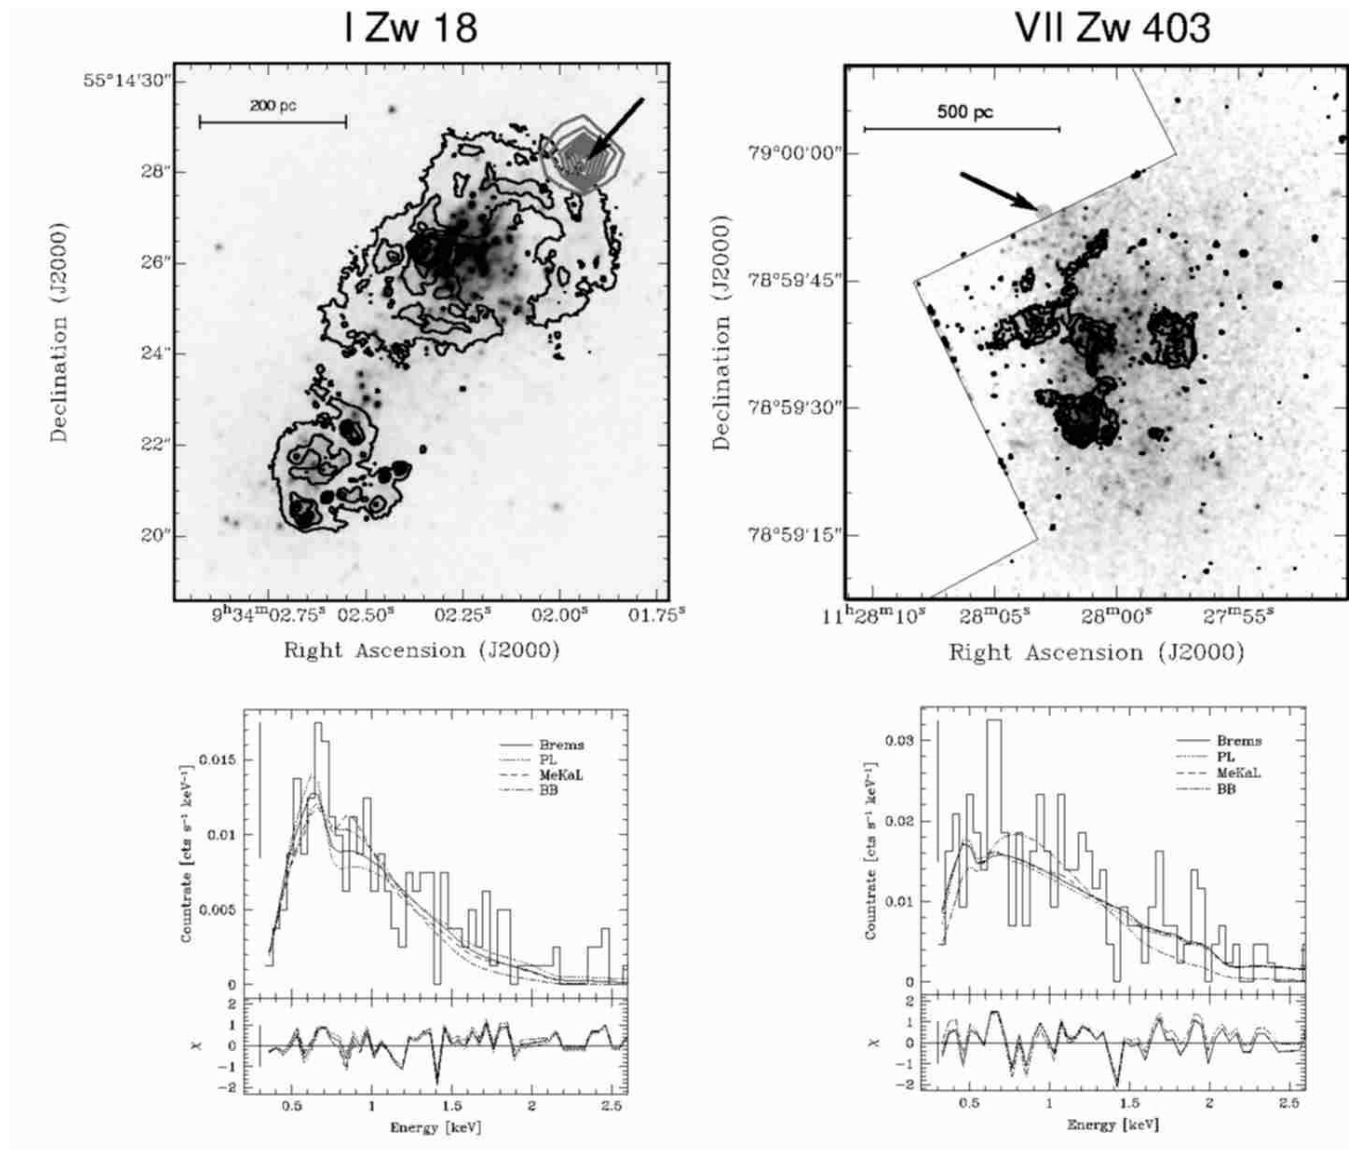 I Zw 18
VII Zw 403
200 pc
500 pc
55°14′30″
28″
26″
24″
22″
20″
Declination (J2000)
9ʰ34ᵐ02.75ˢ
02.50ˢ
02.25ˢ
02.00ˢ
01.75ˢ
Right Ascension (J2000)
79°00′00″
78°59′45″
78°59′30″
78°59′15″
Declination (J2000)
11ʰ28ᵐ10ˢ
28ᵐ05ˢ
28ᵐ00ˢ
27ᵐ55ˢ
Right Ascension (J2000)
Brems
PL
MeKaL
BB
0.015
0.01
0.005
0
Countrate [cts s⁻¹ keV⁻¹]
2
1
0
−1
−2
χ
0.5
1
1.5
2
2.5
Energy [keV]
Brems
PL
MeKaL
BB
0.03
0.02
0.01
0
Countrate [cts s⁻¹ keV⁻¹]
2
1
0
−1
−2
χ
0.5
1
1.5
2
2.5
Energy [keV]